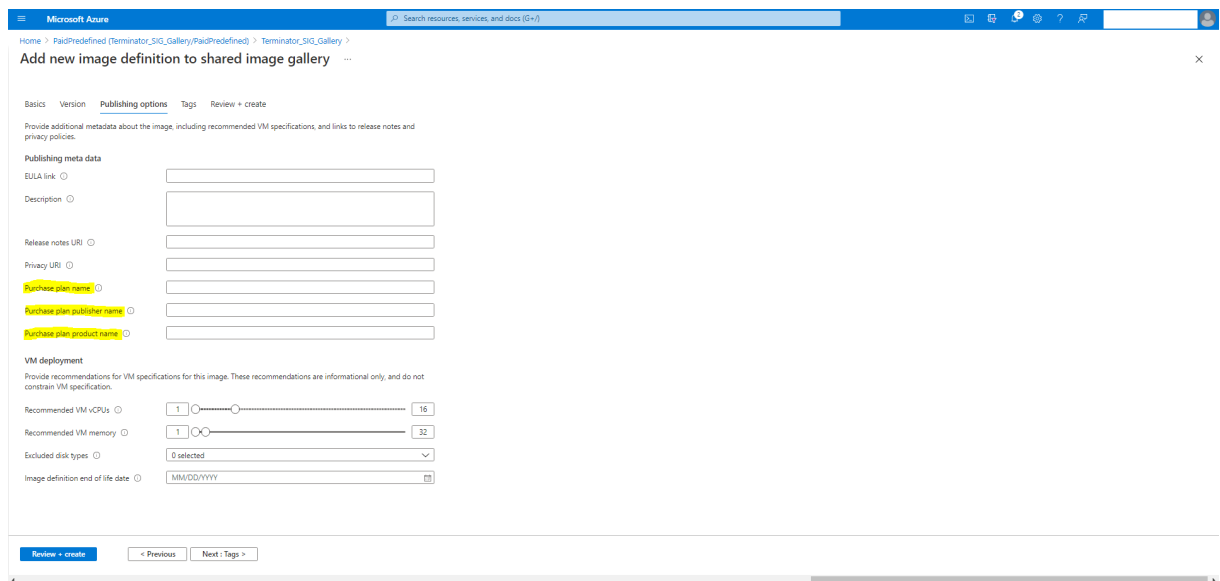 Microsoft Azure
Search resources, services, and docs (G+/)
2
Home > PaidPredefined (Terminator_SIG_Gallery/PaidPredefined) > Terminator_SIG_Gallery >
Add new image definition to shared image gallery ...
Basics Version Publishing options Tags Review + create
Provide additional metadata about the image, including recommended VM specifications, and links to release notes and
privacy policies.
Publishing meta data
EULA link
Description
Release notes URI
Privacy URI
Purchase plan name
Purchase plan publisher name
Purchase plan product name
VM deployment
Provide recommendations for VM specifications for this image. These recommendations are informational only, and do not
constrain VM specification.
Recommended VM vCPUs 1 16
Recommended VM memory 1 32
Excluded disk types 0 selected
Image definition end of life date MM/DD/YYYY
Review + create < Previous Next : Tags >